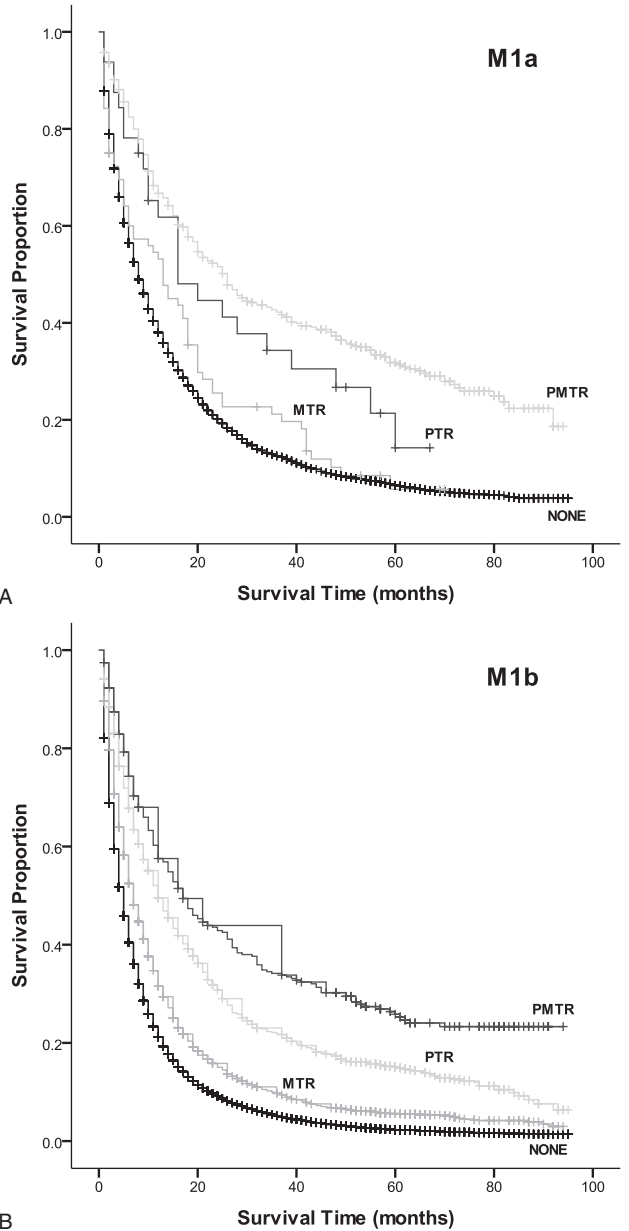 M1a
1.0
0.8
0.6
0.4
0.2
0.0
Survival Proportion
PMTR
MTR
PTR
NONE
0 20 40 60 80 100
Survival Time (months)
A
M1b
1.0
0.8
0.6
0.4
0.2
0.0
Survival Proportion
PMTR
PTR
MTR
NONE
0 20 40 60 80 100
Survival Time (months)
B